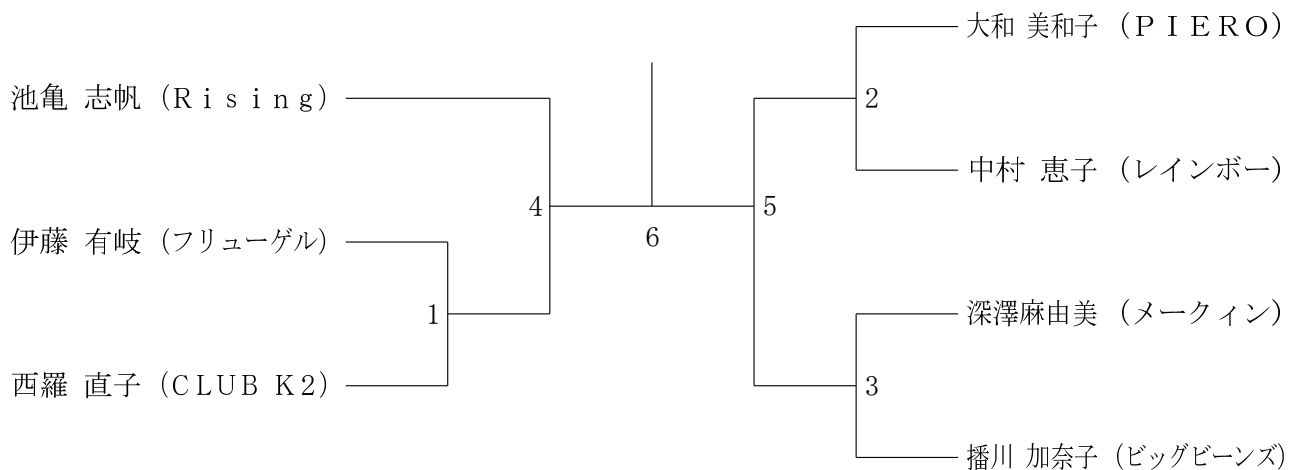 大和 美和子 （ＰＩＥＲＯ）
池亀 志帆 （Ｒｉｓｉｎｇ）
2
中村 恵子 （レインボー）
4
5
6
伊藤 有岐 （フリューゲル）
1
深澤麻由美 （メークィン）
西羅 直子 （CLUB K2）
3
播川 加奈子 （ビッグビーンズ）